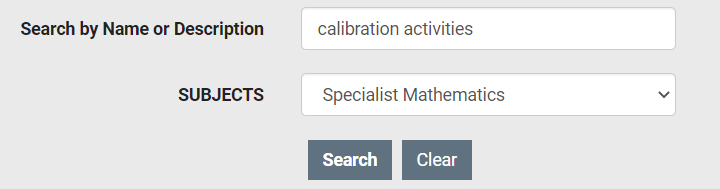 Search by Name or Description calibration activities
SUBJECTS Specialist Mathematics
Search Clear